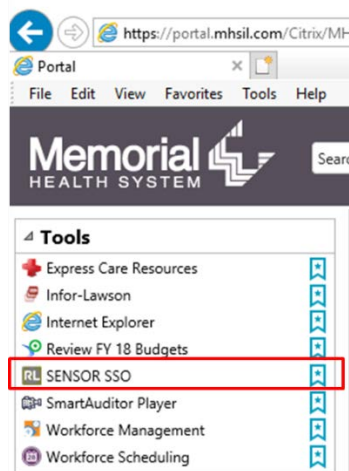 https://portal.mhsil.com/Citrix/MH
Portal
File Edit View Favorites Tools Help
Memorial
HEALTH SYSTEM
Sear
Tools
Express Care Resources
Infor-Lawson
Internet Explorer
Review FY 18 Budgets
RL SENSOR SSO
SmartAuditor Player
Workforce Management
Workforce Scheduling